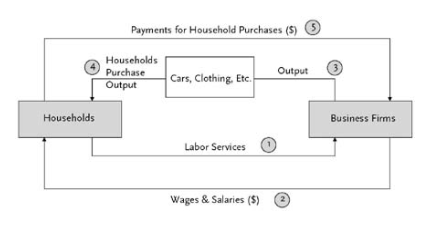 Payments for Household Purchases ($) 5
4 Households
Purchase
Output
Cars, Clothing, Etc.
Output 3
Households
Business Firms
Labor Services 1
Wages & Salaries ($) 2